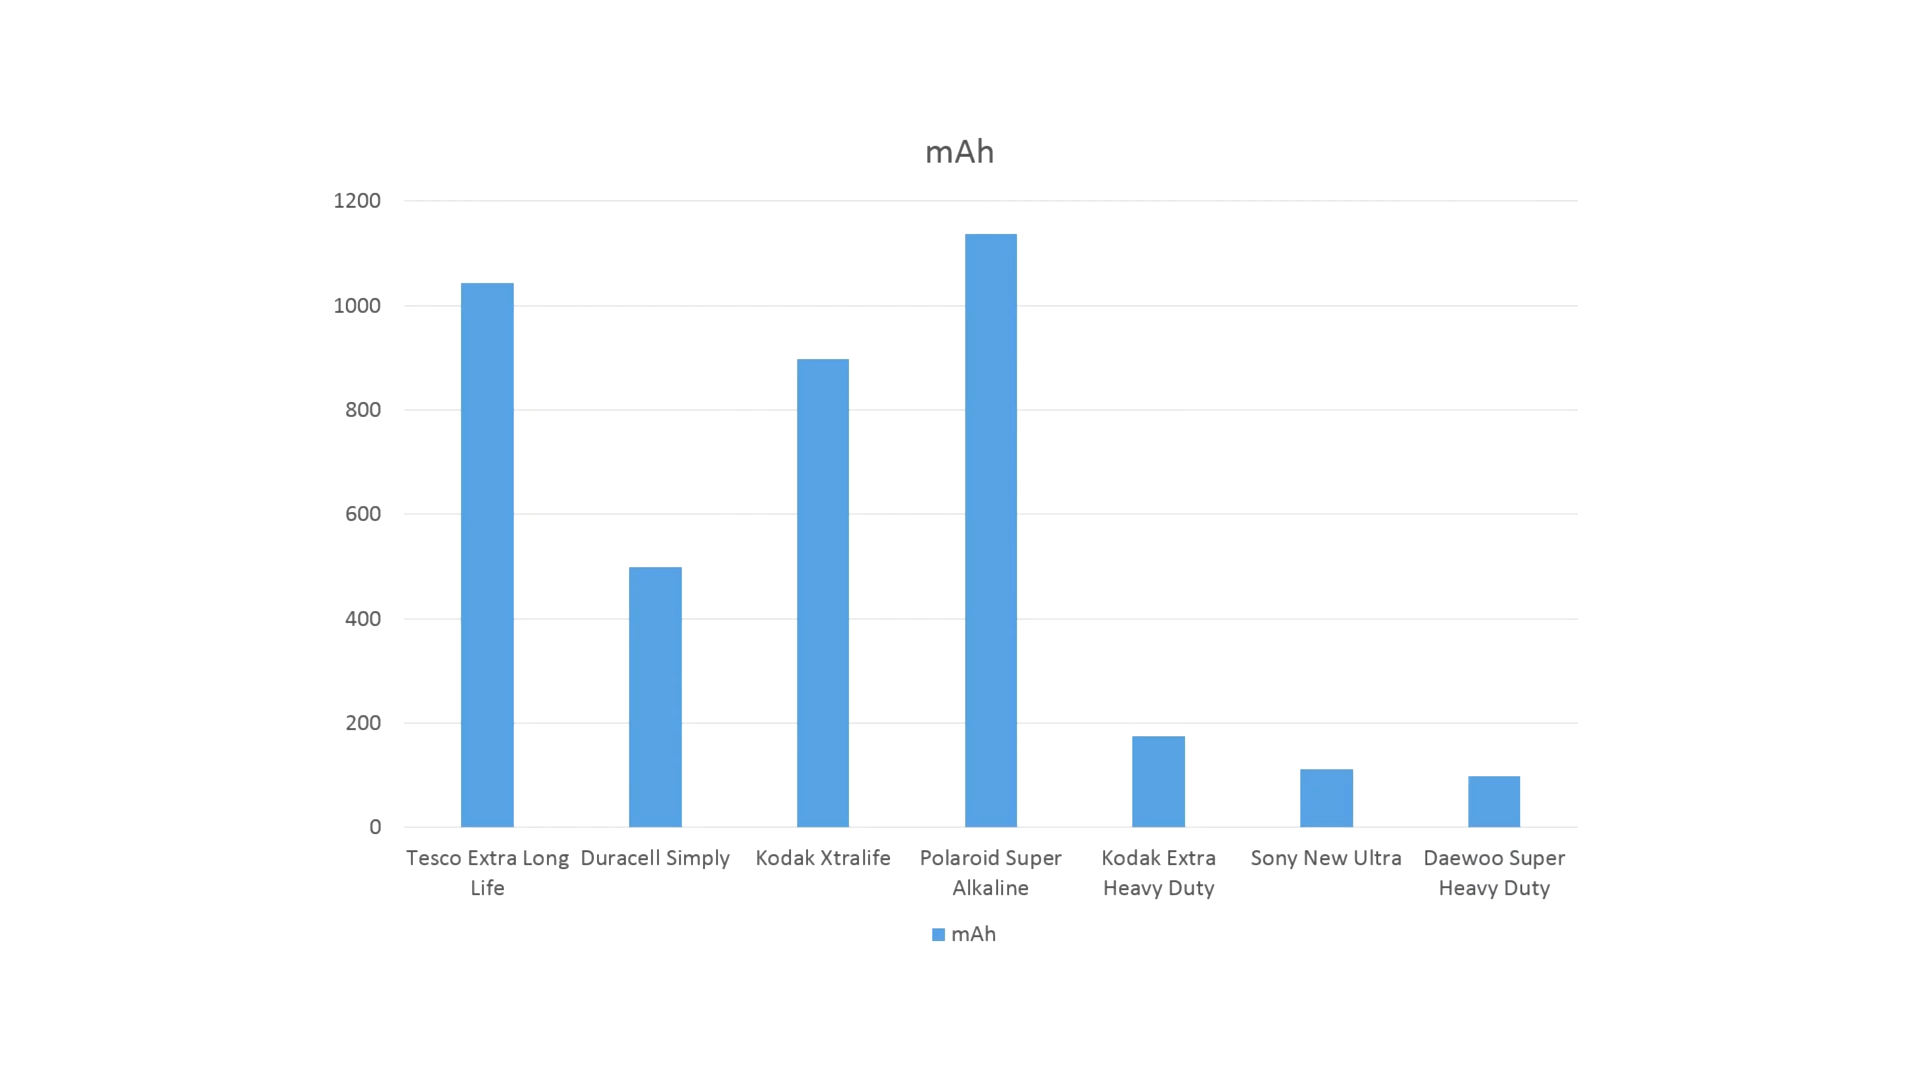 mAh
1200
1000
800
600
400
200
0
Tesco Extra Long
Life
Duracell Simply
Kodak Xtralife
Polaroid Super
Alkaline
Kodak Extra
Heavy Duty
Sony New Ultra
Daewoo Super
Heavy Duty
mAh